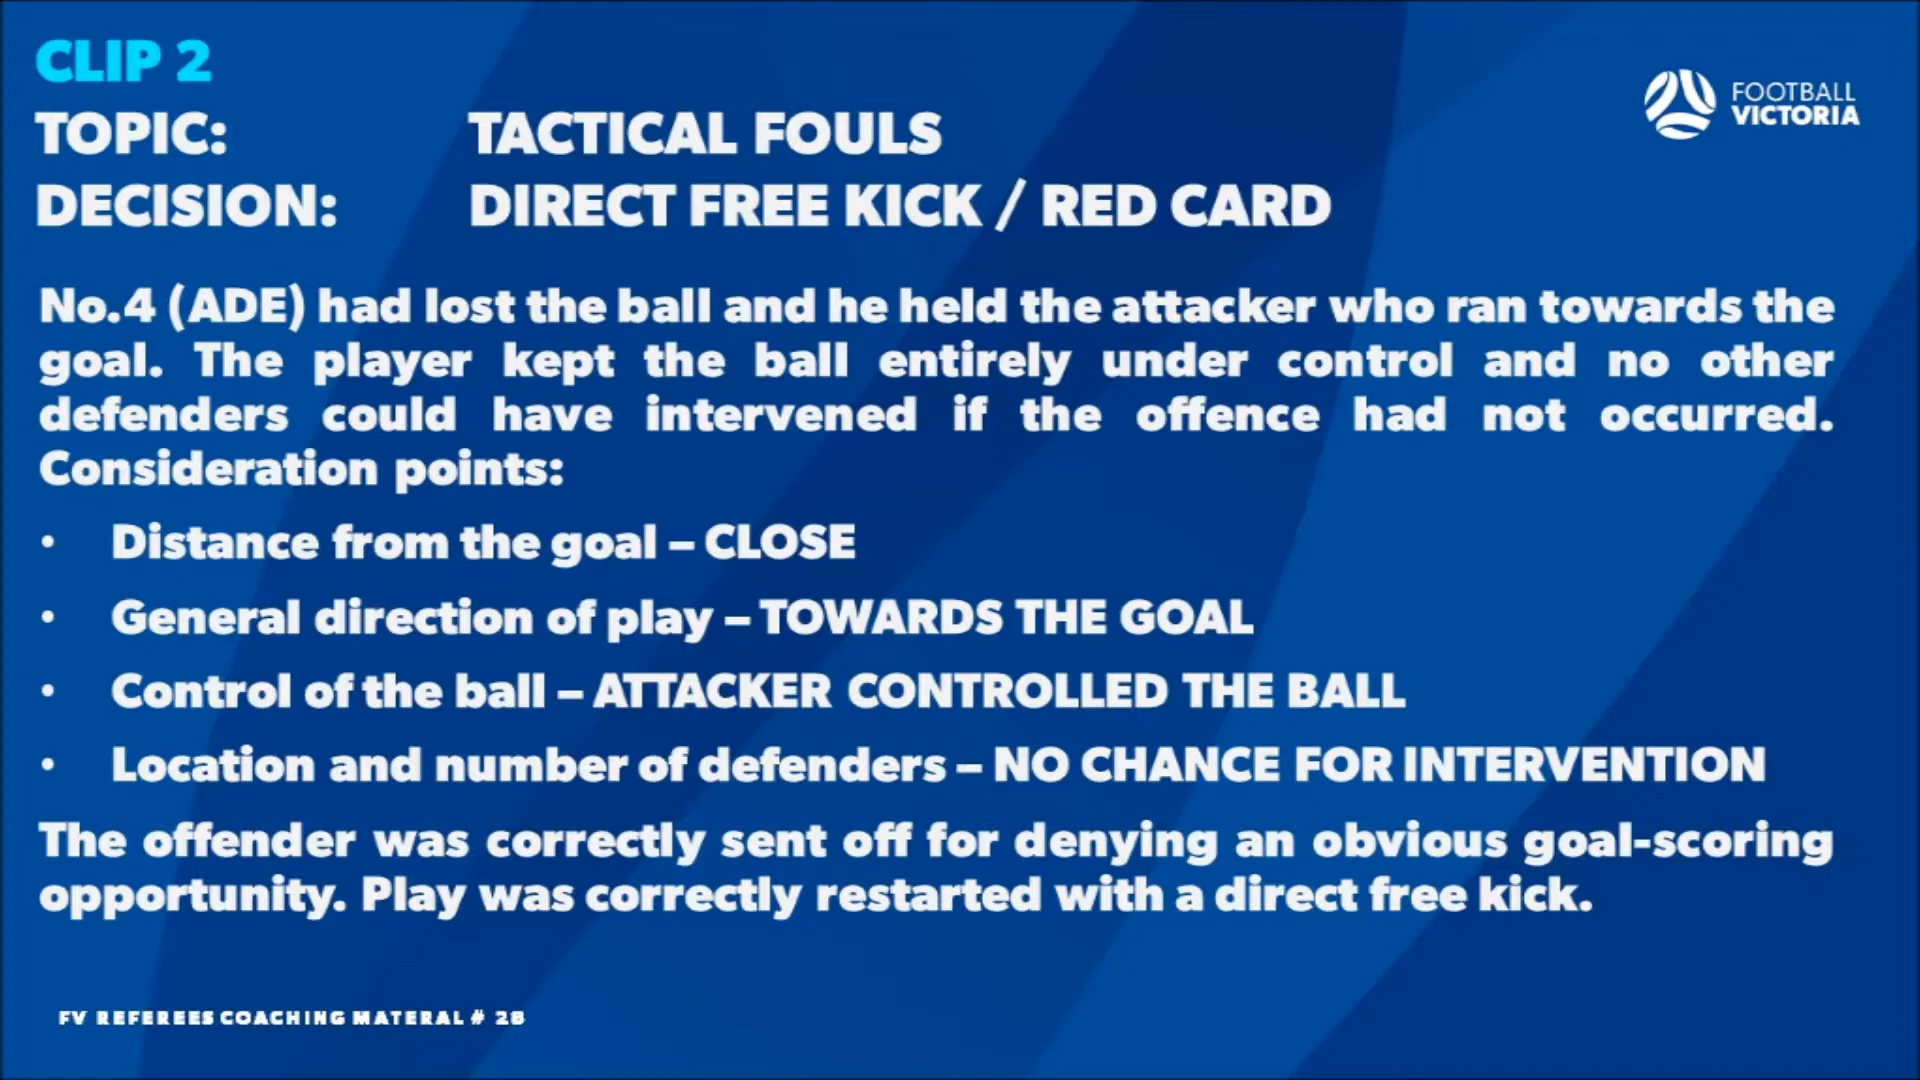 CLIP 2
FOOTBALL
VICTORIA
TOPIC: TACTICAL FOULS
DECISION: DIRECT FREE KICK / RED CARD
No.4 (ADE) had lost the ball and he held the attacker who ran towards the
goal. The player kept the ball entirely under control and no other
defenders could have intervened if the offence had not occurred.
Consideration points:
• Distance from the goal – CLOSE
• General direction of play – TOWARDS THE GOAL
• Control of the ball – ATTACKER CONTROLLED THE BALL
• Location and number of defenders – NO CHANCE FOR INTERVENTION
The offender was correctly sent off for denying an obvious goal-scoring
opportunity. Play was correctly restarted with a direct free kick.
FV REFEREES COACHING MATERAL # 28